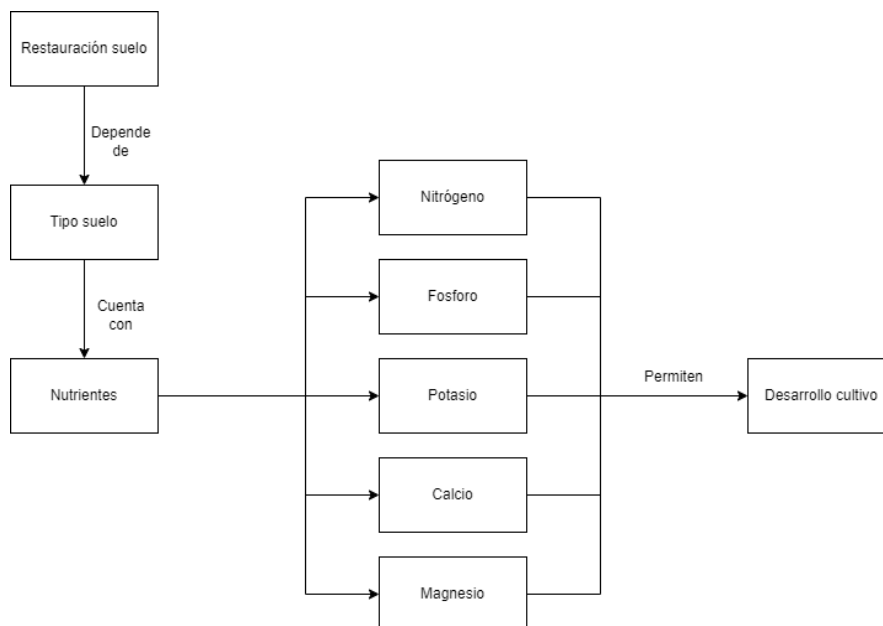 Restauración suelo
Depende
de
Tipo suelo
Cuenta
con
Nutrientes
Nitrógeno
Fosforo
Potasio
Calcio
Magnesio
Permiten
Desarrollo cultivo